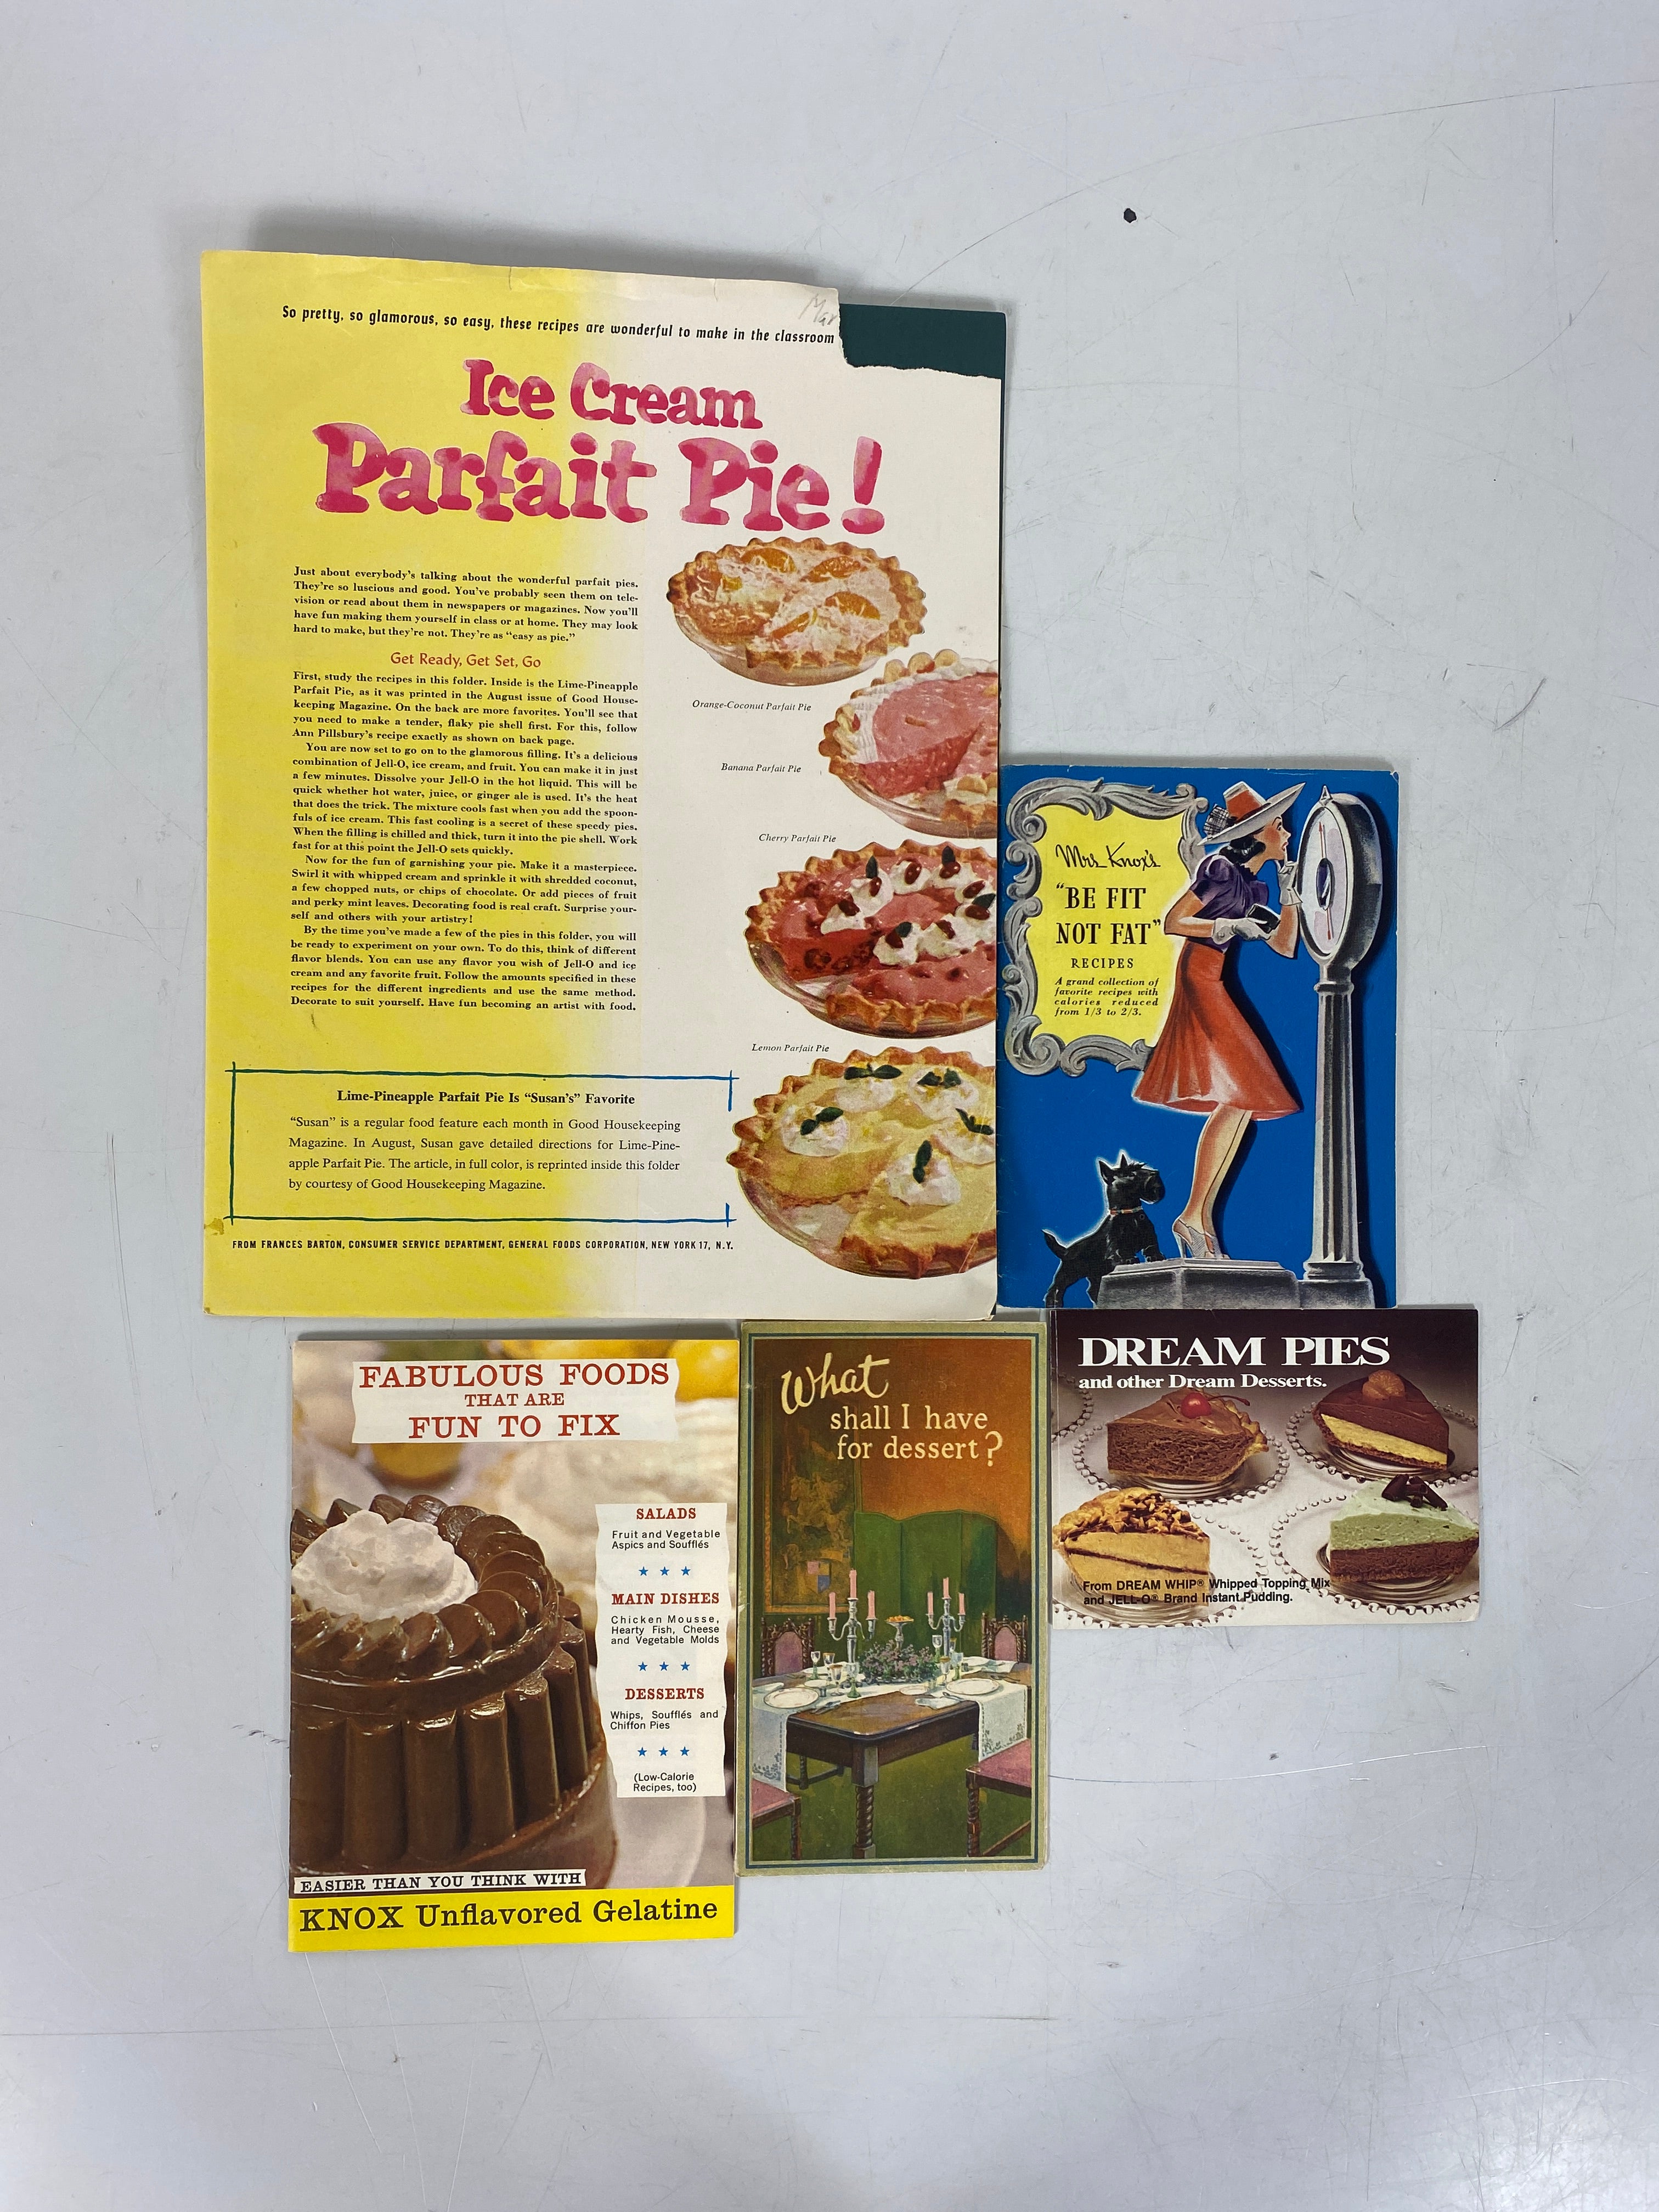 So pretty, so glamorous, so easy, these recipes are wonderful to make in the classroom
Ice Cream
Parfait Pie!
Just about everybody's talking about the wonderful parfait pies.
They're so luscious and good. You've probably seen them on tele-
vision or read about them in newspapers or magazines. Now you'll
have fun making them yourself in class or at home. They may look
hard to make, but they're not. They're as "easy as pie."
Get Ready, Get Set, Go
First, study the recipes in this folder. Inside is the Lime-Pineapple
Parfait Pie, as it was printed in the August issue of Good House-
keeping Magazine. On the back are more favorites. You'll see that
you need to make a tender, flaky pie shell first. For this, follow
Ann Pillsbury's recipe exactly as shown on back page.
You are now set to go on to the glamorous filling. It's a delicious
combination of Jell-O, ice cream, and fruit. You can make it in just
a few minutes. Dissolve your Jell-O in the hot liquid. This will be
quick whether hot water, juice, or ginger ale is used. It's the heat
that does the trick. The mixture cools fast when you add the spoon-
fuls of ice cream. This fast cooling is a secret of these speedy pies.
When the filling is chilled and thick, turn it into the pie shell. Work
fast for at this point the Jell-O sets quickly.
Now for the fun of garnishing your pie. Make it a masterpiece.
Swirl it with whipped cream and sprinkle it with shredded coconut,
a few chopped nuts, or chips of chocolate. Or add pieces of fruit
and perky mint leaves. Decorating food is real craft. Surprise your-
self and others with your artistry!
By the time you've made a few of the pies in this folder, you will
be ready to experiment on your own. To do this, think of different
flavor blends. You can use any flavor you wish of Jell-O and ice
cream and any favorite fruit. Follow the amounts specified in these
recipes for the different ingredients and use the same method.
Decorate to suit yourself. Have fun becoming an artist with food.
Orange-Coconut Parfait Pie
Banana Parfait Pie
Cherry Parfait Pie
Lemon Parfait Pie
Lime-Pineapple Parfait Pie Is "Susan's" Favorite
"Susan" is a regular food feature each month in Good Housekeeping
Magazine. In August, Susan gave detailed directions for Lime-Pine-
apple Parfait Pie. The article, in full color, is reprinted inside this folder
by courtesy of Good Housekeeping Magazine.
FROM FRANCES BARTON, CONSUMER SERVICE DEPARTMENT, GENERAL FOODS CORPORATION, NEW YORK 17, N.Y.
Mrs. Knox's
"BE FIT
NOT FAT"
RECIPES
A grand collection of
favorite recipes with
calories reduced
from 1/3 to 2/3.
FABULOUS FOODS
THAT ARE
FUN TO FIX
SALADS
Fruit and Vegetable
Aspics and Soufflés
★ ★ ★
MAIN DISHES
Chicken Mousse,
Hearty Fish, Cheese
and Vegetable Molds
★ ★ ★
DESSERTS
Whips, Soufflés and
Chiffon Pies
★ ★ ★
(Low-Calorie
Recipes, too)
EASIER THAN YOU THINK WITH
KNOX Unflavored Gelatine
What
shall I have
for dessert?
DREAM PIES
and other Dream Desserts.
From DREAM WHIP® Whipped Topping Mix
and JELL-O® Brand Instant Pudding.